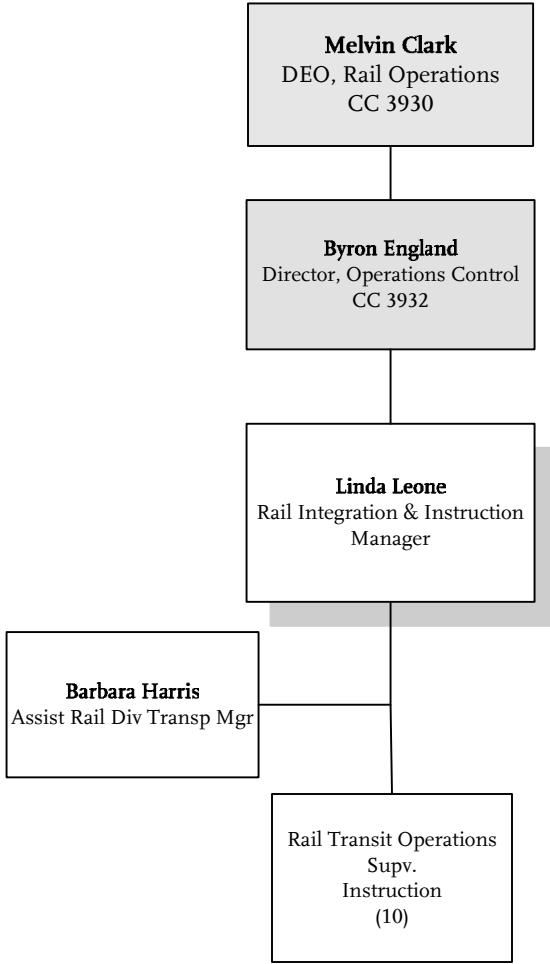 Melvin Clark
DEO, Rail Operations
CC 3930
Byron England
Director, Operations Control
CC 3932
Linda Leone
Rail Integration & Instruction
Manager
Barbara Harris
Assist Rail Div Transp Mgr
Rail Transit Operations
Supv.
Instruction
(10)